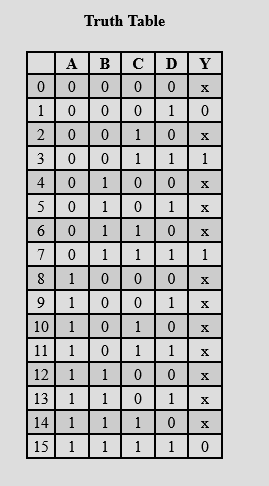 Truth Table
A B C D Y
0 0 0 0 0 x
1 0 0 0 1 0
2 0 0 1 0 x
3 0 0 1 1 1
4 0 1 0 0 x
5 0 1 0 1 x
6 0 1 1 0 x
7 0 1 1 1 1
8 1 0 0 0 x
9 1 0 0 1 x
10 1 0 1 0 x
11 1 0 1 1 x
12 1 1 0 0 x
13 1 1 0 1 x
14 1 1 1 0 x
15 1 1 1 1 0